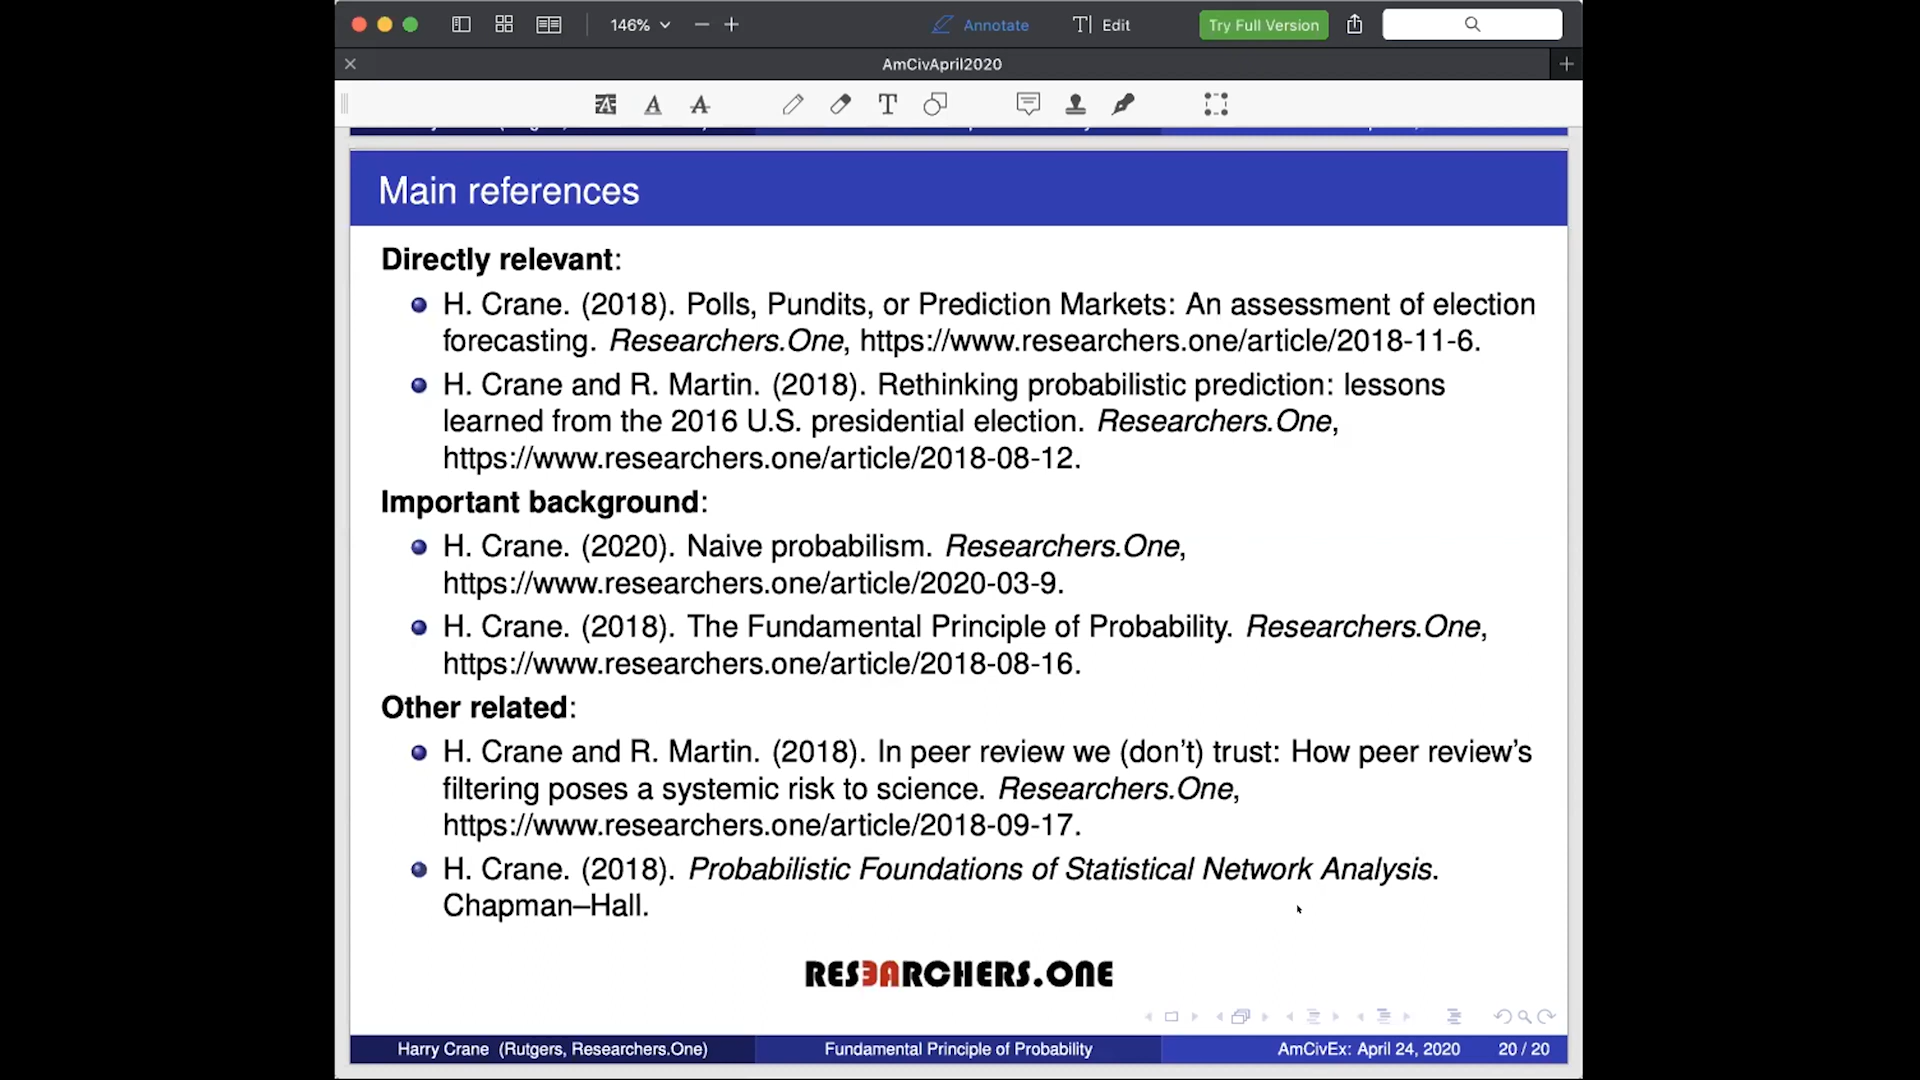 146%
Annotate
T Edit
Try Full Version
AmCivApril2020
Main references
Directly relevant:
H. Crane. (2018). Polls, Pundits, or Prediction Markets: An assessment of election
forecasting. Researchers.One, https://www.researchers.one/article/2018-11-6.
H. Crane and R. Martin. (2018). Rethinking probabilistic prediction: lessons
learned from the 2016 U.S. presidential election. Researchers.One,
https://www.researchers.one/article/2018-08-12.
Important background:
H. Crane. (2020). Naive probabilism. Researchers.One,
https://www.researchers.one/article/2020-03-9.
H. Crane. (2018). The Fundamental Principle of Probability. Researchers.One,
https://www.researchers.one/article/2018-08-16.
Other related:
H. Crane and R. Martin. (2018). In peer review we (don't) trust: How peer review's
filtering poses a systemic risk to science. Researchers.One,
https://www.researchers.one/article/2018-09-17.
H. Crane. (2018). Probabilistic Foundations of Statistical Network Analysis.
Chapman–Hall.
RESEARCHERS.ONE
Harry Crane (Rutgers, Researchers.One)
Fundamental Principle of Probability
AmCivEx: April 24, 2020
20 / 20